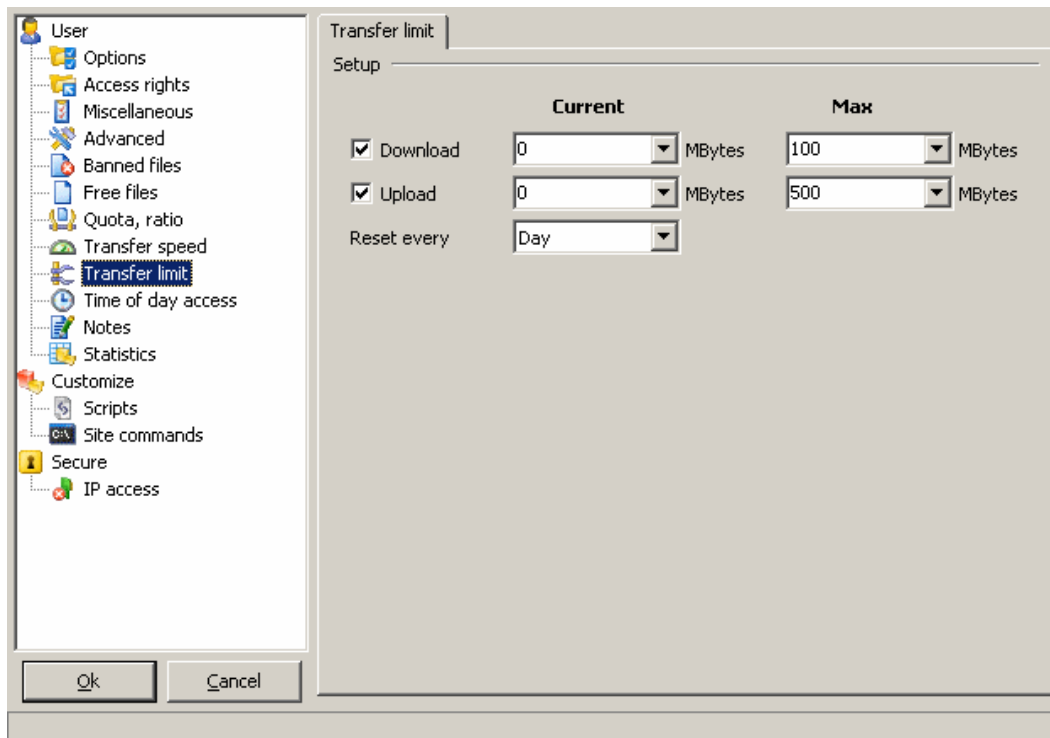 User
Options
Access rights
Miscellaneous
Advanced
Banned files
Free files
Quota, ratio
Transfer speed
Transfer limit
Time of day access
Notes
Statistics
Customize
Scripts
Site commands
Secure
IP access
Ok Cancel
Transfer limit
Setup
Current Max
Download 0 MBytes 100 MBytes
Upload 0 MBytes 500 MBytes
Reset every Day